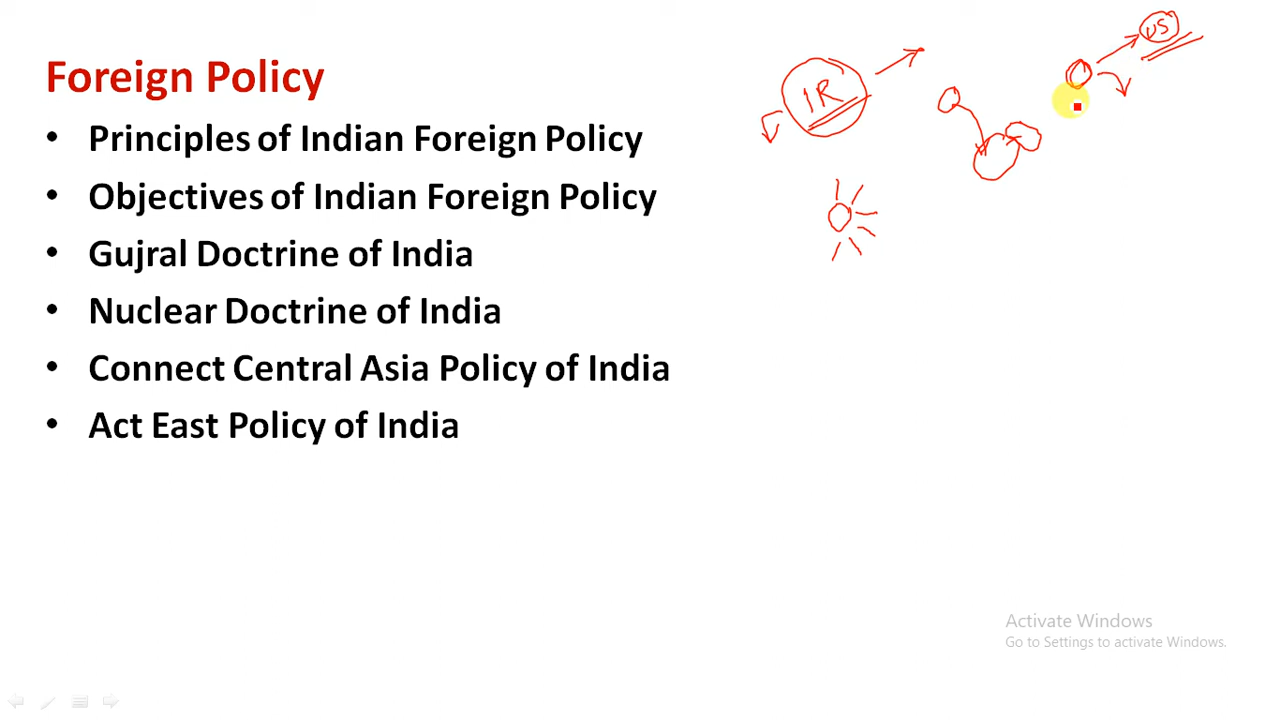 Foreign Policy
• Principles of Indian Foreign Policy
• Objectives of Indian Foreign Policy
• Gujral Doctrine of India
• Nuclear Doctrine of India
• Connect Central Asia Policy of India
• Act East Policy of India
IR
US
Activate Windows
Go to Settings to activate Windows.